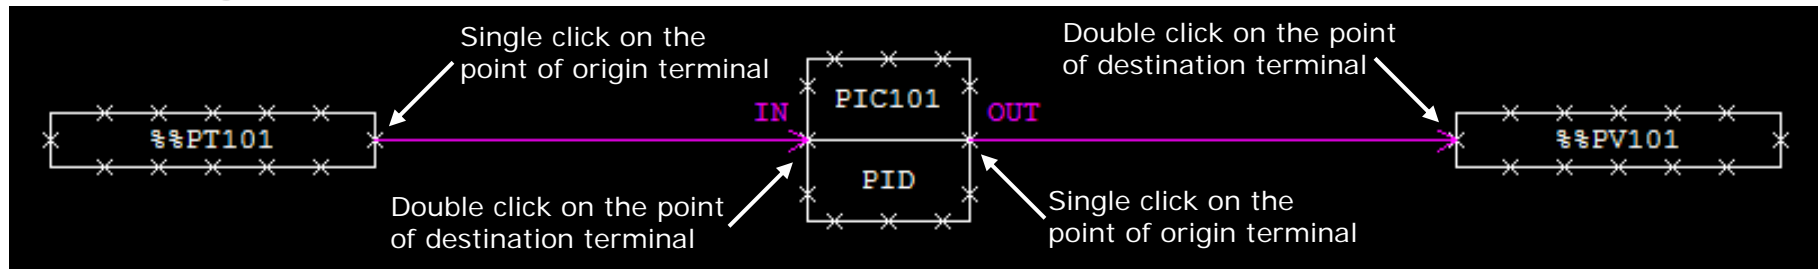 Single click on the
point of origin terminal
Double click on the point
of destination terminal
%%PT101
IN
PIC101
OUT
%%PV101
PID
Double click on the point
of destination terminal
Single click on the
point of origin terminal